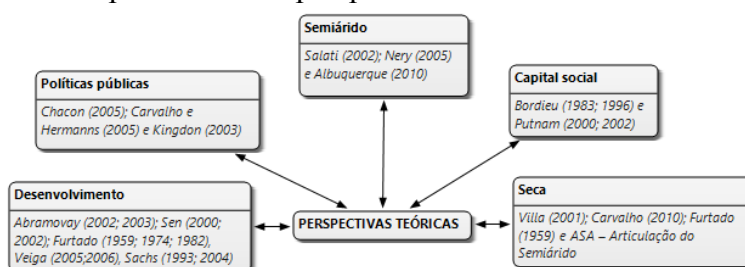 Semiárido
Salati (2002); Nery (2005)
e Albuquerque (2010)
Políticas públicas
Chacon (2005); Carvalho e
Hermanns (2005) e Kingdon (2003)
Capital social
Bordieu (1983; 1996) e
Putnam (2000; 2002)
Desenvolvimento
Abramovay (2002; 2003); Sen (2000;
2002); Furtado (1959; 1974; 1982),
Veiga (2005;2006), Sachs (1993; 2004)
PERSPECTIVAS TEÓRICAS
Seca
Villa (2001); Carvalho (2010); Furtado
(1959) e ASA – Articulação do
Semiárido